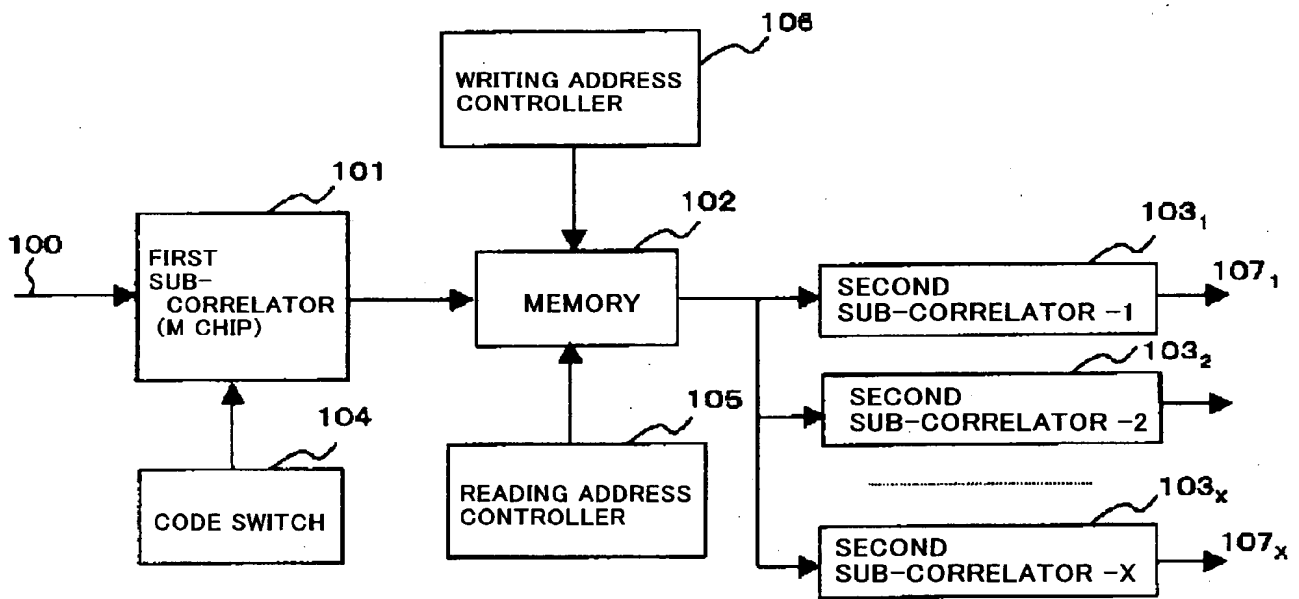 106
WRITING ADDRESS
CONTROLLER
101
102
103₁
100
FIRST
SUB-
CORRELATOR
(M CHIP)
MEMORY
SECOND
SUB-CORRELATOR -1
107₁
103₂
SECOND
SUB-CORRELATOR -2
104
105
CODE SWITCH
READING ADDRESS
CONTROLLER
103ₓ
SECOND
SUB-CORRELATOR -X
107ₓ